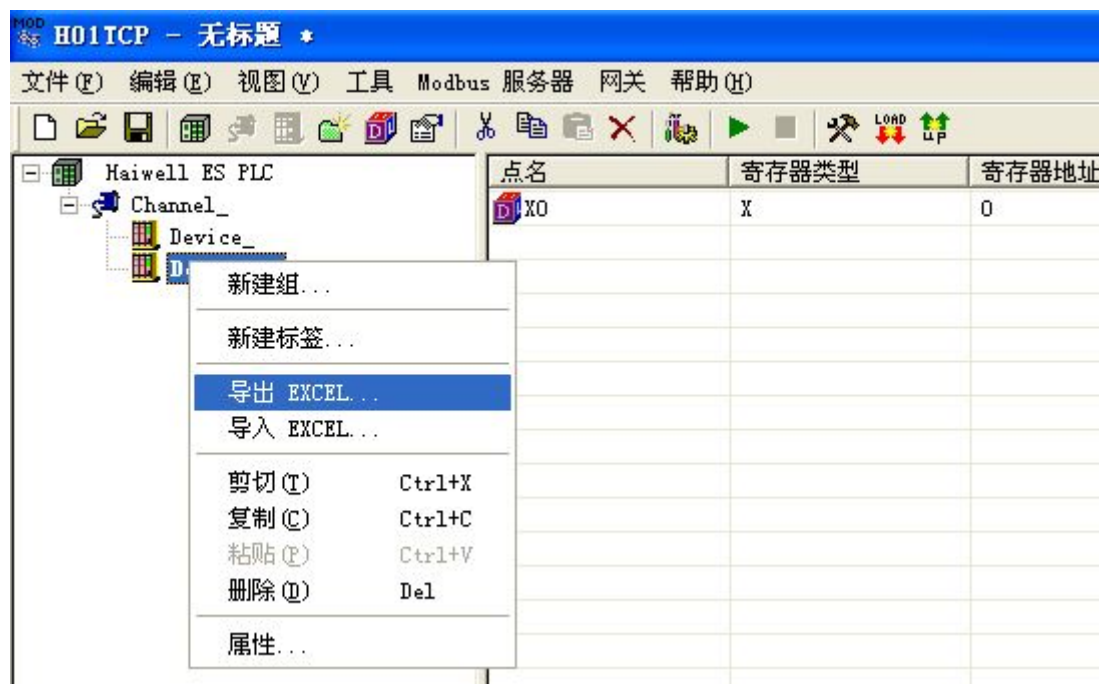 H01TCP - 无标题 *
文件(F) 编辑(E) 视图(V) 工具 Modbus 服务器 网关 帮助(H)
LOAD UP
Haiwell ES PLC
Channel_
Device_
点名 寄存器类型 寄存器地址
X0 X 0
新建组...
新建标签...
导出 EXCEL...
导入 EXCEL...
剪切(T) Ctrl+X
复制(C) Ctrl+C
粘贴(P) Ctrl+V
删除(D) Del
属性...